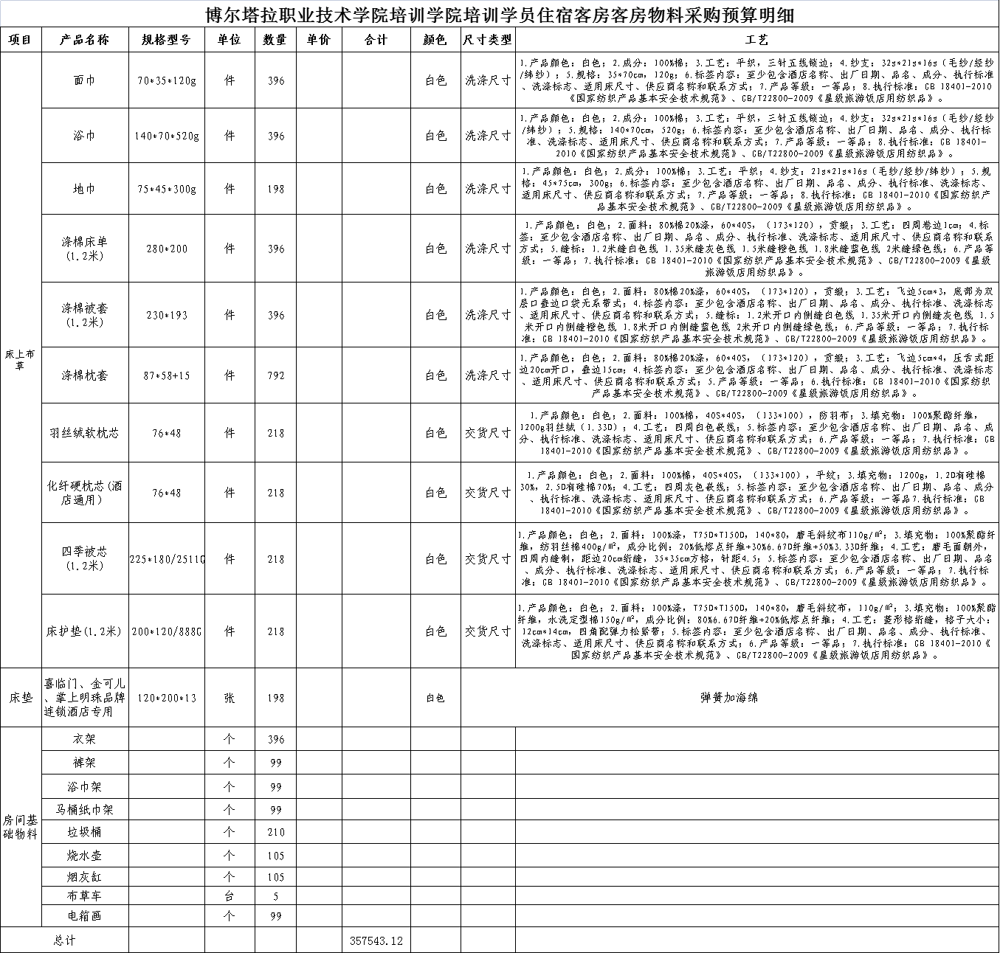 博尔塔拉职业技术学院培训学院培训学员住宿客房客房物料采购预算明细
项目 产品名称 规格型号 单位 数量 单价 合计 颜色 尺寸类型 工艺
床上布
草
面巾 70*35*120g 件 396 白色 洗涤尺寸
1.产品颜色：白色；2.成分：100%棉；3.工艺：平织，三针五线锁边；4.纱支：32s*21s*16s（毛纱/经纱
/纬纱）；5.规格：35*70cm，120g；6.标签内容：至少包含酒店名称、出厂日期、品名、成分、执行标准
、洗涤标志、适用床尺寸、供应商名称和联系方式；7.产品等级：一等品；8.执行标准：GB 18401-2010
《国家纺织产品基本安全技术规范》、GB/T22800-2009《星级旅游饭店用纺织品》。
浴巾 140*70*520g 件 396 白色 洗涤尺寸
1.产品颜色：白色；2.成分：100%棉；3.工艺：平织，三针五线锁边；4.纱支：32s*21s*16s（毛纱/经纱
/纬纱）；5.规格：140*70cm，520g；6.标签内容：至少包含酒店名称、出厂日期、品名、成分、执行标
准、洗涤标志、适用床尺寸、供应商名称和联系方式；7.产品等级：一等品；8.执行标准：GB 18401-
2010《国家纺织产品基本安全技术规范》、GB/T22800-2009《星级旅游饭店用纺织品》。
地巾 75*45*300g 件 198 白色 洗涤尺寸
1.产品颜色：白色；2.成分：100%棉；3.工艺：平织；4.纱支：21s*21s*16s（毛纱/经纱/纬纱）；5.规
格：45*75cm，300g；6.标签内容：至少包含酒店名称、出厂日期、品名、成分、执行标准、洗涤标志、
适用床尺寸、供应商名称和联系方式；7.产品等级：一等品；8.执行标准：GB 18401-2010《国家纺织产
品基本安全技术规范》、GB/T22800-2009《星级旅游饭店用纺织品》。
涤棉床单
(1.2米) 280*200 件 396 白色 洗涤尺寸
1.产品颜色：白色；2.面料：80%棉20%涤，60*40S，（173*120），贡缎；3.工艺：四周卷边1cm；4.标
签：至少包含酒店名称、出厂日期、品名、成分、执行标准、洗涤标志、适用床尺寸、供应商名称和联系
方式；5.缝标：1.2米缝白色线 1.35米缝灰色线 1.5米缝橙色线 1.8米缝蓝色线 2米缝绿色线；6.产品等
级：一等品；7.执行标准：GB 18401-2010《国家纺织产品基本安全技术规范》、GB/T22800-2009《星级
旅游饭店用纺织品》。
涤棉被套
(1.2米) 230*193 件 396 白色 洗涤尺寸
1.产品颜色：白色；2.面料：80%棉20%涤，60*40S，（173*120），贡缎；3.工艺：飞边5cm*3，底部为双
层口叠边口袋无系带式；4.标签内容：至少包含酒店名称、出厂日期、品名、成分、执行标准、洗涤标志
、适用床尺寸、供应商名称和联系方式；5.缝标：1.2米开口内侧缝白色线 1.35米开口内侧缝灰色线 1.5
米开口内侧缝橙色线 1.8米开口内侧缝蓝色线 2米开口内侧缝绿色线；6.产品等级：一等品；7.执行标
准：GB 18401-2010《国家纺织产品基本安全技术规范》、GB/T22800-2009《星级旅游饭店用纺织品》。
涤棉枕套 87*58+15 件 792 白色 洗涤尺寸
1.产品颜色：白色；2.面料：80%棉20%涤，60*40S，（173*120），贡缎；3.工艺：飞边5cm*4，压舌式距
边20cm开口，叠边15cm；4.标签内容：至少包含酒店名称、出厂日期、品名、成分、执行标准、洗涤标志
、适用床尺寸、供应商名称和联系方式；5.产品等级：一等品；6.执行标准：GB 18401-2010《国家纺织
产品基本安全技术规范》、GB/T22800-2009《星级旅游饭店用纺织品》。
羽丝绒软枕芯 76*48 件 218 白色 交货尺寸
1.产品颜色：白色；2.面料：100%棉，40S*40S，（133*100），防羽布；3.填充物：100%聚酯纤维，
1200g羽丝绒（1.33D）；4.工艺：四周白色嵌线；5.标签内容：至少包含酒店名称、出厂日期、品名、成
分、执行标准、洗涤标志、适用床尺寸、供应商名称和联系方式；6.产品等级：一等品；7.执行标准：GB
18401-2010《国家纺织产品基本安全技术规范》、GB/T22800-2009《星级旅游饭店用纺织品》。
化纤硬枕芯(酒
店通用) 76*48 件 218 白色 交货尺寸
1.产品颜色：白色；2.面料：100%棉，40S*40S，（133*100），平纹；3.填充物：1200g，1.2D有硅棉
30%，2.5D有硅棉70%；4.工艺：四周灰色嵌线；5.标签内容：至少包含酒店名称、出厂日期、品名、成分
、执行标准、洗涤标志、适用床尺寸、供应商名称和联系方式；6.产品等级：一等品7.执行标准：GB
18401-2010《国家纺织产品基本安全技术规范》、GB/T22800-2009《星级旅游饭店用纺织品》。
四季被芯
(1.2米) 225*180/2511G 件 218 白色 交货尺寸
1.产品颜色：白色；2.面料：100%涤，T75D*T150D，140*80，磨毛斜纹布110g/㎡；3.填充物：100%聚酯纤
维，纺羽丝棉400g/㎡，成分比例：20%低熔点纤维+30%6.67D纤维+50%3.33D纤维；4.工艺：磨毛面朝外，
四周内缝制，距边20cm绗缝，35*35cm方格，针距4.5；5.标签内容：至少包含酒店名称、出厂日期、品名
、成分、执行标准、洗涤标志、适用床尺寸、供应商名称和联系方式；6.产品等级：一等品；7.执行标
准：GB 18401-2010《国家纺织产品基本安全技术规范》、GB/T22800-2009《星级旅游饭店用纺织品》。
床护垫(1.2米) 200*120/888G 件 218 白色 交货尺寸
1.产品颜色：白色；2.面料：100%涤，T75D*T150D，140*80，磨毛斜纹布，110g/㎡；3.填充物：100%聚酯
纤维，水洗定型棉150g/㎡，成分比例：80%6.67D纤维+20%低熔点纤维；4.工艺：菱形格绗缝，格子大小：
12cm*14cm，四角配弹力松紧带；5.标签内容：至少包含酒店名称、出厂日期、品名、成分、执行标准、
洗涤标志、适用床尺寸、供应商名称和联系方式；6.产品等级：一等品；7.执行标准：GB 18401-2010《
国家纺织产品基本安全技术规范》、GB/T22800-2009《星级旅游饭店用纺织品》。
床垫
喜临门、金可儿
、掌上明珠品牌
连锁酒店专用 120*200*13 张 198 白色 弹簧加海绵
房间基
础物料
衣架 个 396
裤架 个 99
浴巾架 个 99
马桶纸巾架 个 99
垃圾桶 个 210
烧水壶 个 105
烟灰缸 个 105
布草车 台 5
电箱画 个 99
总计 357543.12